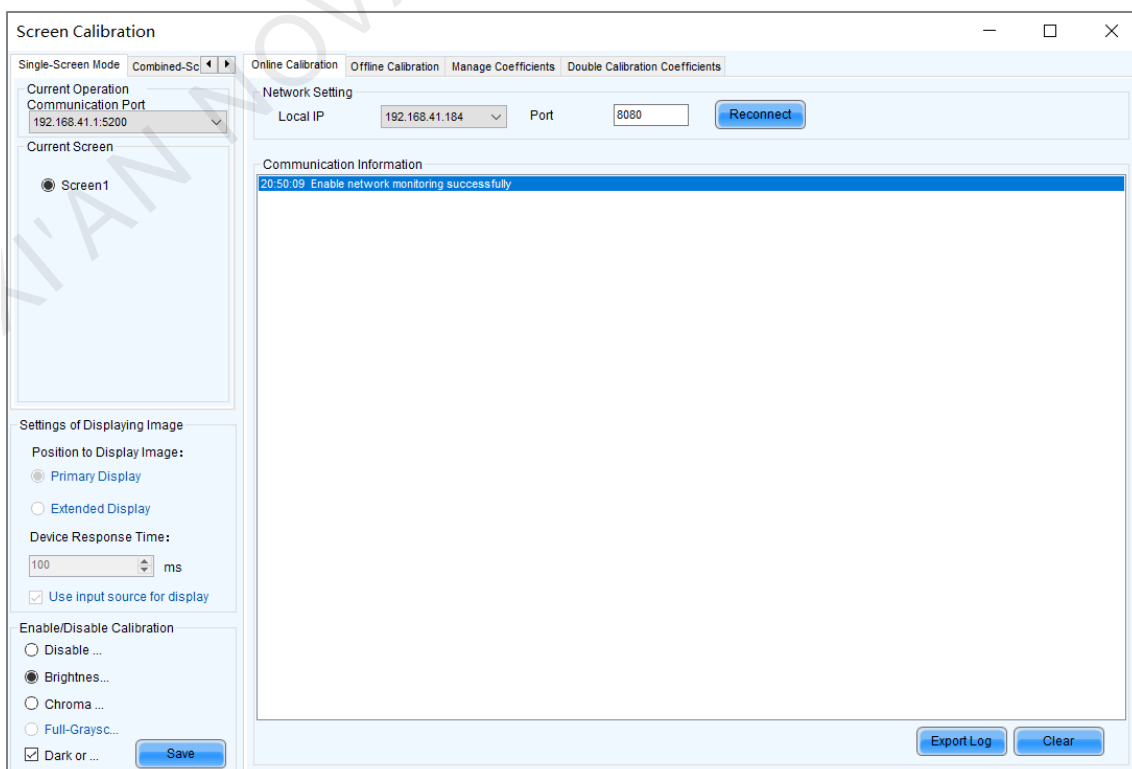 Screen Calibration
Single-Screen Mode Combined-Sc
Current Operation
Communication Port
192.168.41.1:5200
Current Screen
Screen1
Settings of Displaying Image
Position to Display Image:
Primary Display
Extended Display
Device Response Time:
100 ms
Use input source for display
Enable/Disable Calibration
Disable ...
Brightnes...
Chroma ...
Full-Graysc...
Dark or ... Save
Online Calibration Offline Calibration Manage Coefficients Double Calibration Coefficients
Network Setting
Local IP 192.168.41.184 Port 8080 Reconnect
Communication Information
20:50:09 Enable network monitoring successfully
Export Log Clear
XI'AN NOVA